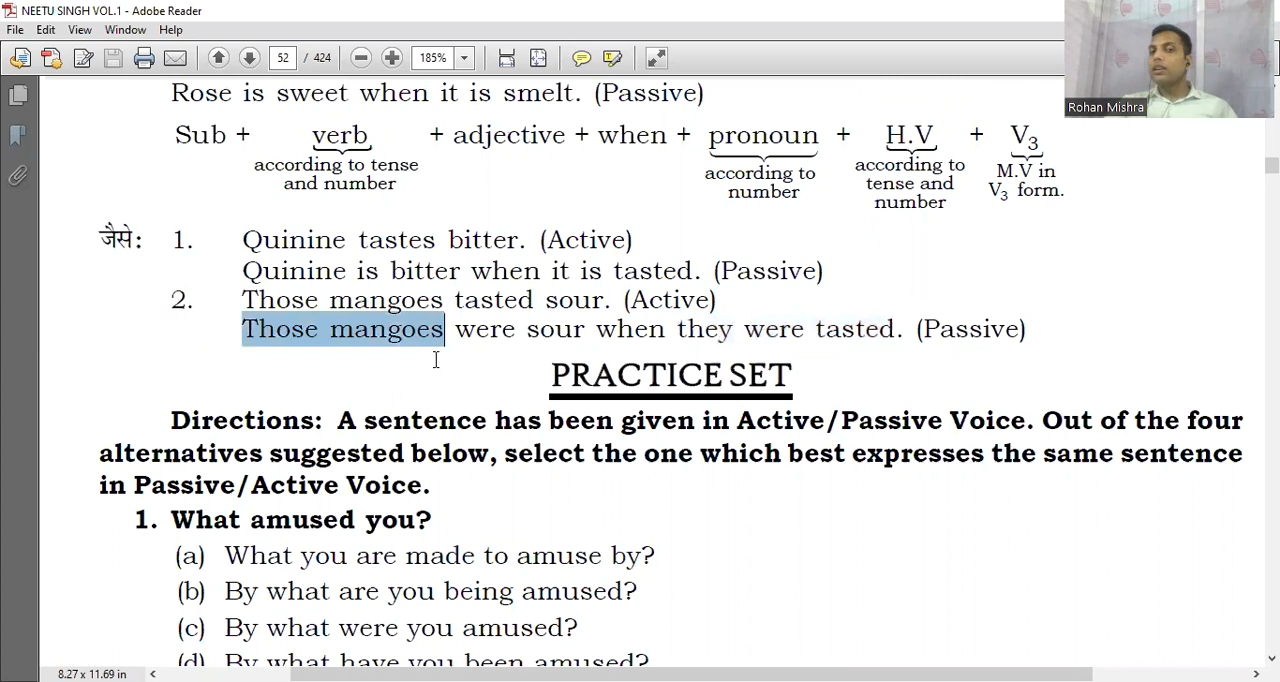 NEETU SINGH VOL.1 - Adobe Reader
File Edit View Window Help
52 / 424 185%
Rohan Mishra
Rose is sweet when it is smelt. (Passive)
Sub + verb + adjective + when + pronoun + H.V + V3
according to tense and number
according to number
according to tense and number
M.V in V3 form.
जैसे: 1. Quinine tastes bitter. (Active)
Quinine is bitter when it is tasted. (Passive)
2. Those mangoes tasted sour. (Active)
Those mangoes were sour when they were tasted. (Passive)
PRACTICE SET
Directions: A sentence has been given in Active/Passive Voice. Out of the four
alternatives suggested below, select the one which best expresses the same sentence
in Passive/Active Voice.
1. What amused you?
(a) What you are made to amuse by?
(b) By what are you being amused?
(c) By what were you amused?
(d) By what have you been amused?
8.27 x 11.69 in